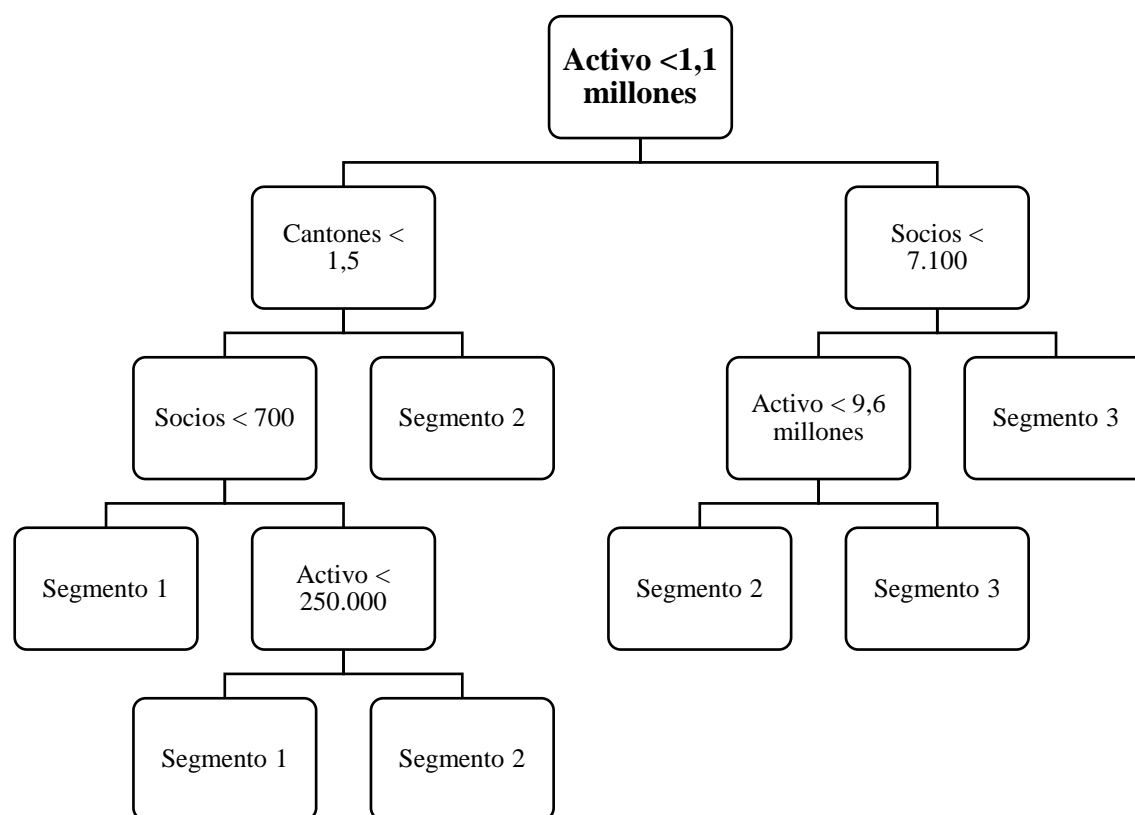 Activo <1,1
millones
Cantones <
1,5
Socios <
7.100
Socios < 700
Segmento 2
Activo < 9,6
millones
Segmento 3
Segmento 1
Activo <
250.000
Segmento 2
Segmento 3
Segmento 1
Segmento 2